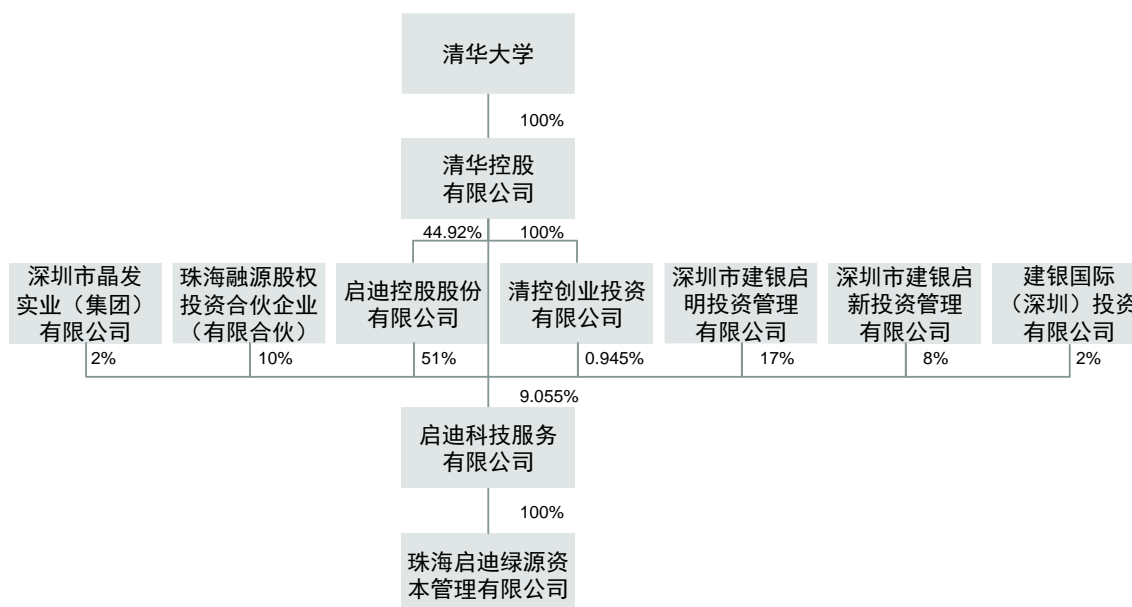 清华大学
100%
清华控股
有限公司
44.92%
100%
深圳市晶发
实业（集团）
有限公司
珠海融源股权
投资合伙企业
（有限合伙）
启迪控股股份
有限公司
清控创业投资
有限公司
深圳市建银启
明投资管理
有限公司
深圳市建银启
新投资管理
有限公司
建银国际
（深圳）投资
有限公司
2%
10%
51%
0.945%
17%
8%
2%
9.055%
启迪科技服务
有限公司
100%
珠海启迪绿源资
本管理有限公司